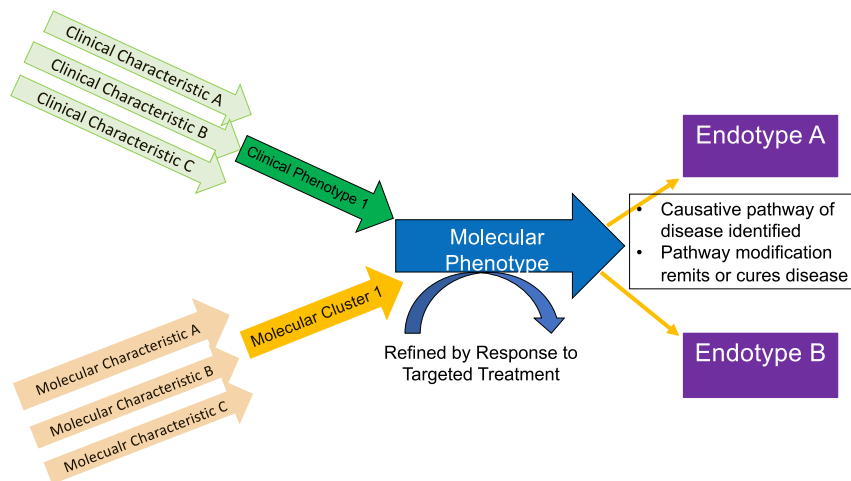 Clinical Characteristic A
Clinical Characteristic B
Clinical Characteristic C
Clinical Phenotype 1
Molecular Characteristic A
Molecular Characteristic B
Molecualr Characteristic C
Molecular Cluster 1
Molecular
Phenotype
Refined by Response to
Targeted Treatment
Endotype A
• Causative pathway of
disease identified
• Pathway modification
remits or cures disease
Endotype B